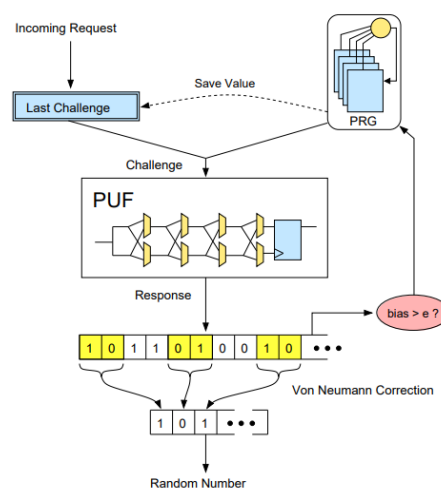 Incoming Request
Last Challenge
Save Value
PRG
Challenge
PUF
Response
bias > e ?
1 0 1 1 0 1 0 0 1 0 •••
Von Neumann Correction
1 0 1 •••
Random Number